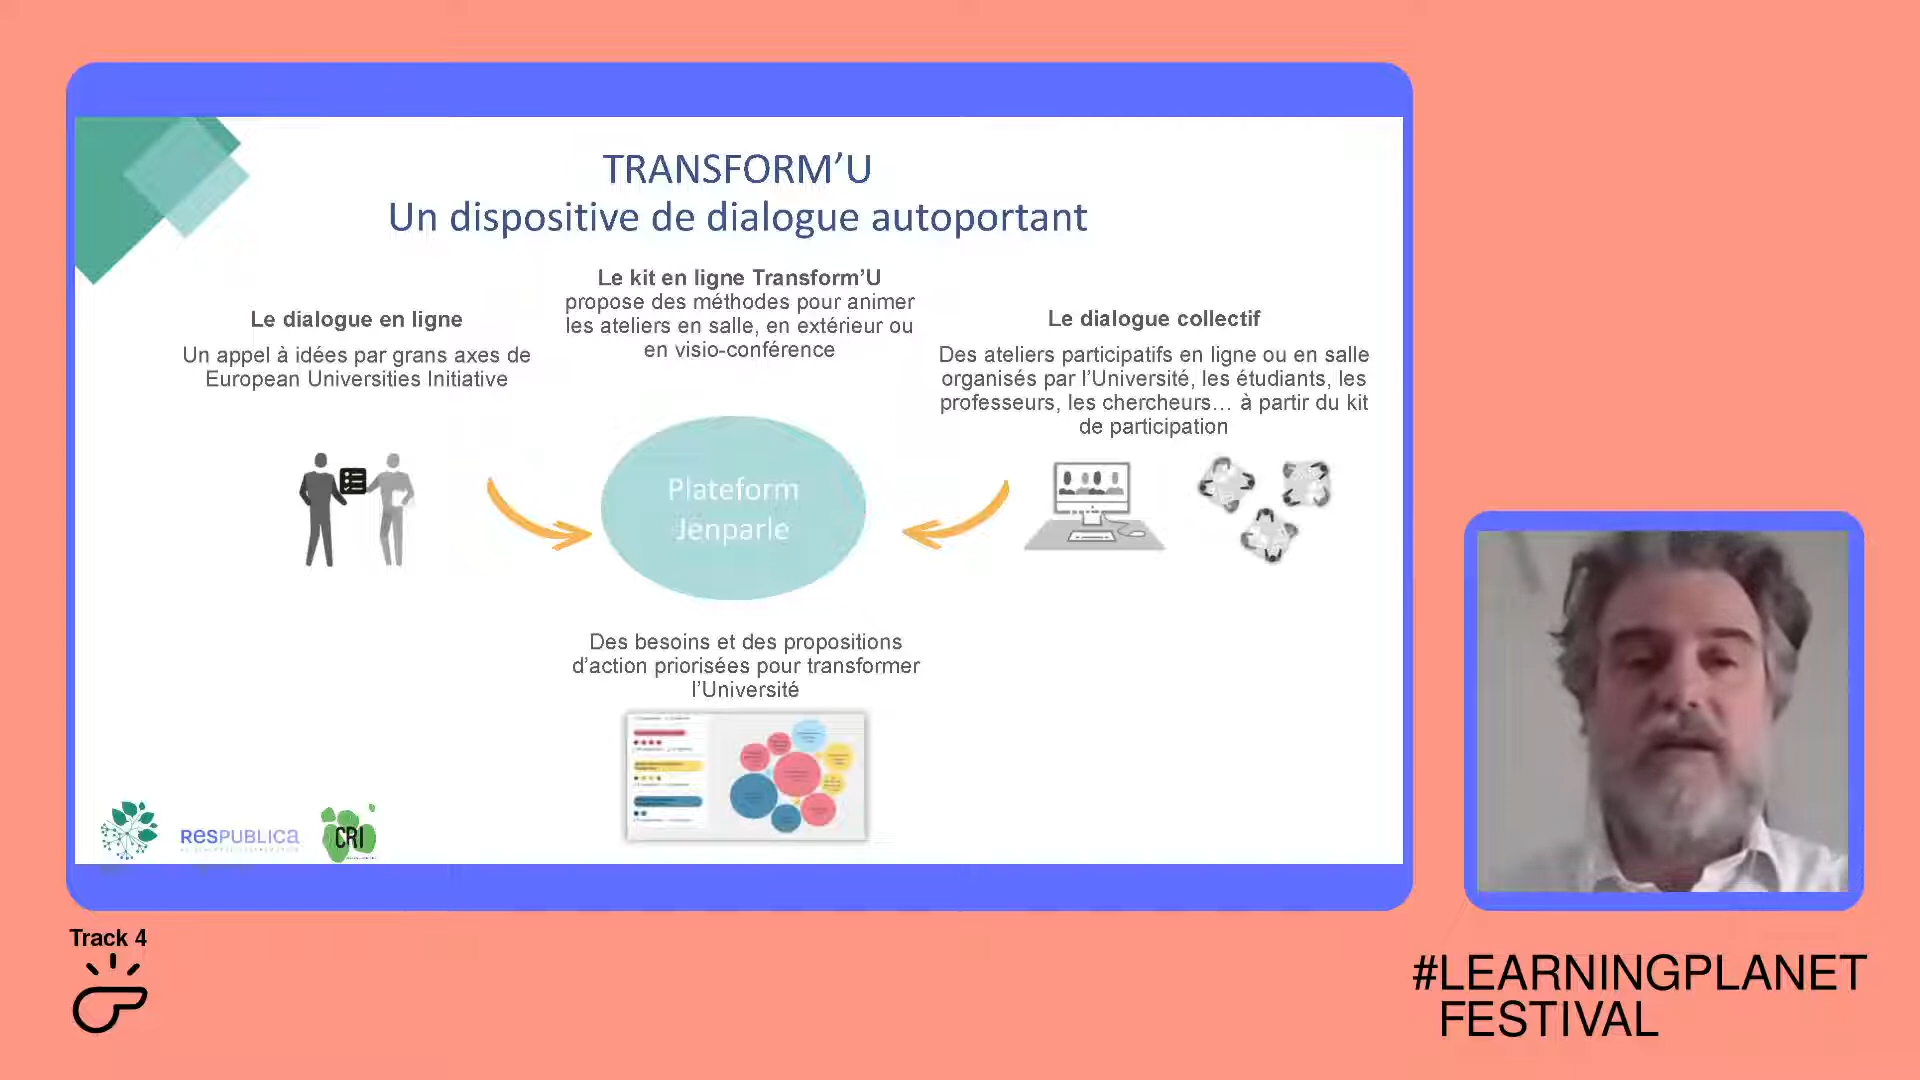 TRANSFORM’U
Un dispositive de dialogue autoportant
Le dialogue en ligne
Un appel à idées par grans axes de
European Universities Initiative
Le kit en ligne Transform’U
propose des méthodes pour animer
les ateliers en salle, en extérieur ou
en visio-conférence
Le dialogue collectif
Des ateliers participatifs en ligne ou en salle
organisés par l’Université, les étudiants, les
professeurs, les chercheurs… à partir du kit
de participation
Plateform
Jenparle
Des besoins et des propositions
d’action priorisées pour transformer
l’Université
RESPUBLICA
CRI
Track 4
#LEARNINGPLANET
FESTIVAL